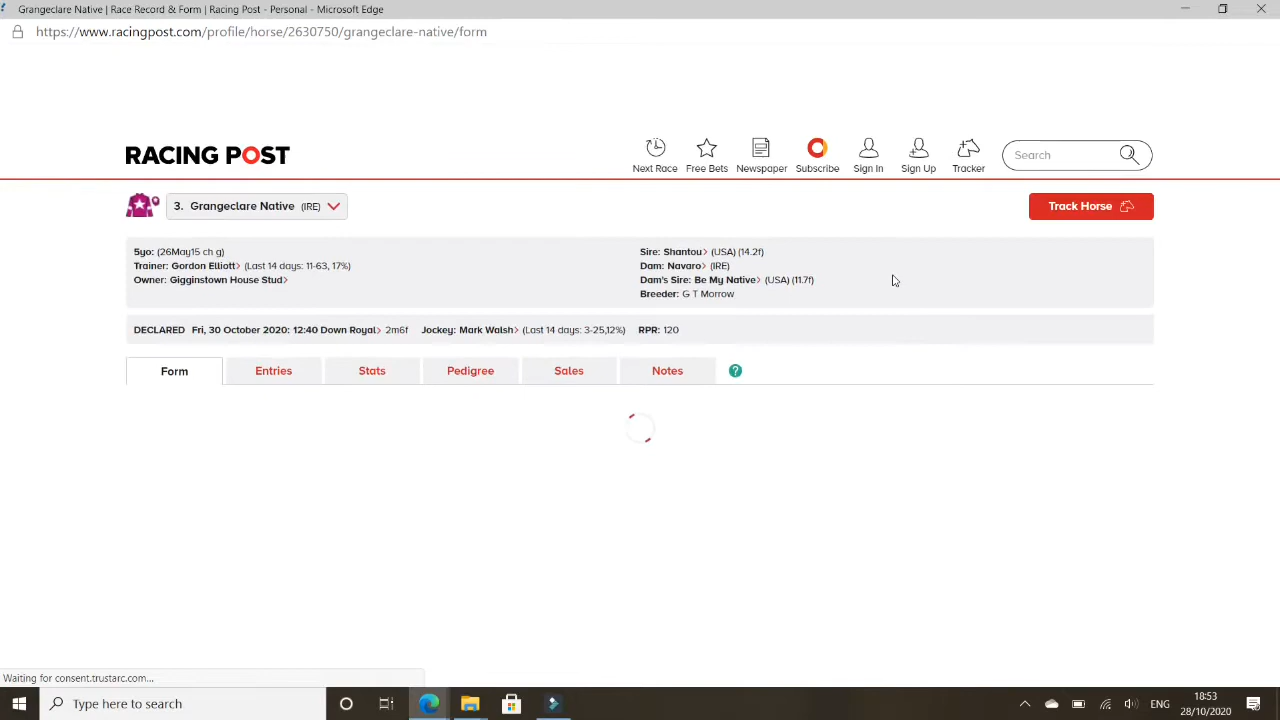 Grangeclare Native | Race Record & Form | Racing Post - Personal - Microsoft Edge
https://www.racingpost.com/profile/horse/2630750/grangeclare-native/form
RACING POST
Next Race
Free Bets
Newspaper
Subscribe
Sign In
Sign Up
Tracker
Search
3. Grangeclare Native (IRE)
Track Horse
5yo: (26May15 ch g)
Trainer: Gordon Elliott> (Last 14 days: 11-63, 17%)
Owner: Gigginstown House Stud>
Sire: Shantou> (USA) (14.2f)
Dam: Navaro> (IRE)
Dam's Sire: Be My Native> (USA) (11.7f)
Breeder: G T Morrow
DECLARED Fri, 30 October 2020: 12:40 Down Royal> 2m6f Jockey: Mark Walsh> (Last 14 days: 3-25,12%) RPR: 120
Form
Entries
Stats
Pedigree
Sales
Notes
?
Waiting for consent.trustarc.com...
Type here to search
ENG
18:53
28/10/2020